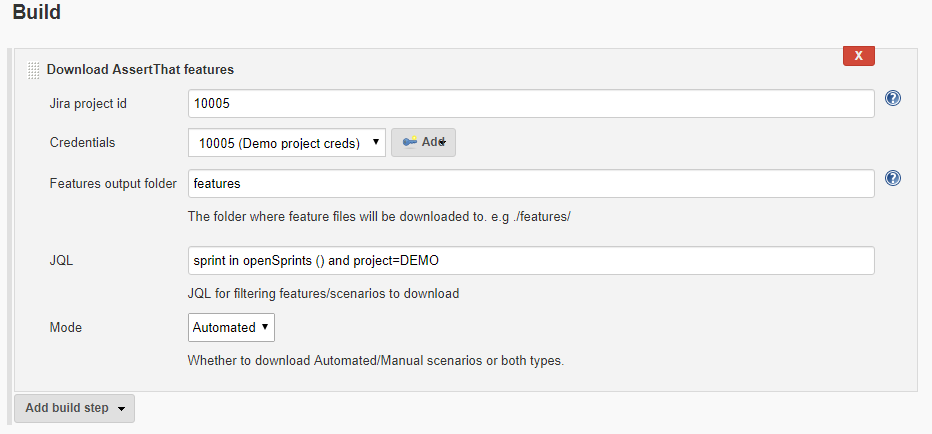 Build
X
Download AssertThat features
Jira project id 10005 ?
Credentials 10005 (Demo project creds) Add
Features output folder features ?
The folder where feature files will be downloaded to. e.g ./features/
JQL sprint in openSprints () and project=DEMO
JQL for filtering features/scenarios to download
Mode Automated
Whether to download Automated/Manual scenarios or both types.
Add build step